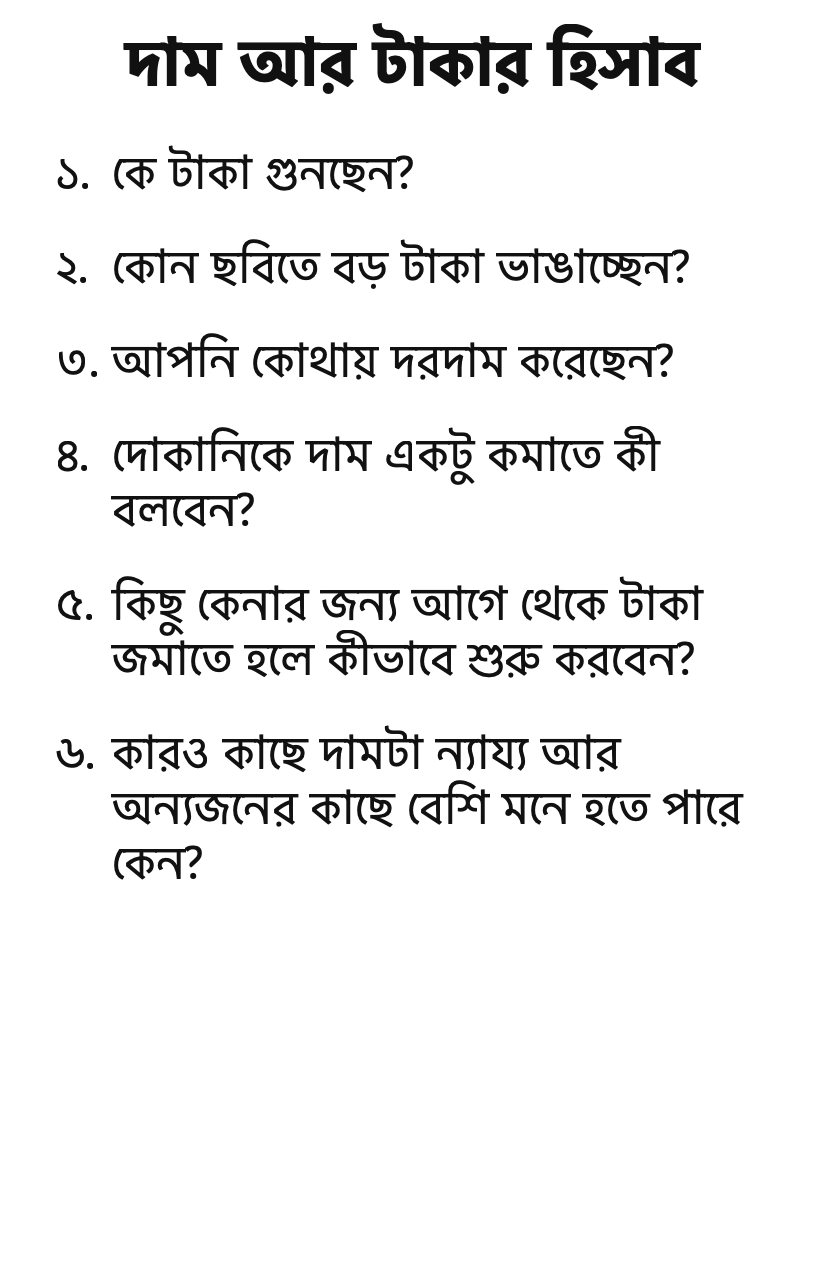 দাম আর টাকার হিসাব
১. কে টাকা গুনছেন?
২. কোন ছবিতে বড় টাকা ভাঙাচ্ছেন?
৩. আপনি কোথায় দরদাম করেছেন?
৪. দোকানিকে দাম একটু কমাতে কী
বলবেন?
৫. কিছু কেনার জন্য আগে থেকে টাকা
জমাতে হলে কীভাবে শুরু করবেন?
৬. কারও কাছে দামটা ন্যায্য আর
অন্যজনের কাছে বেশি মনে হতে পারে
কেন?